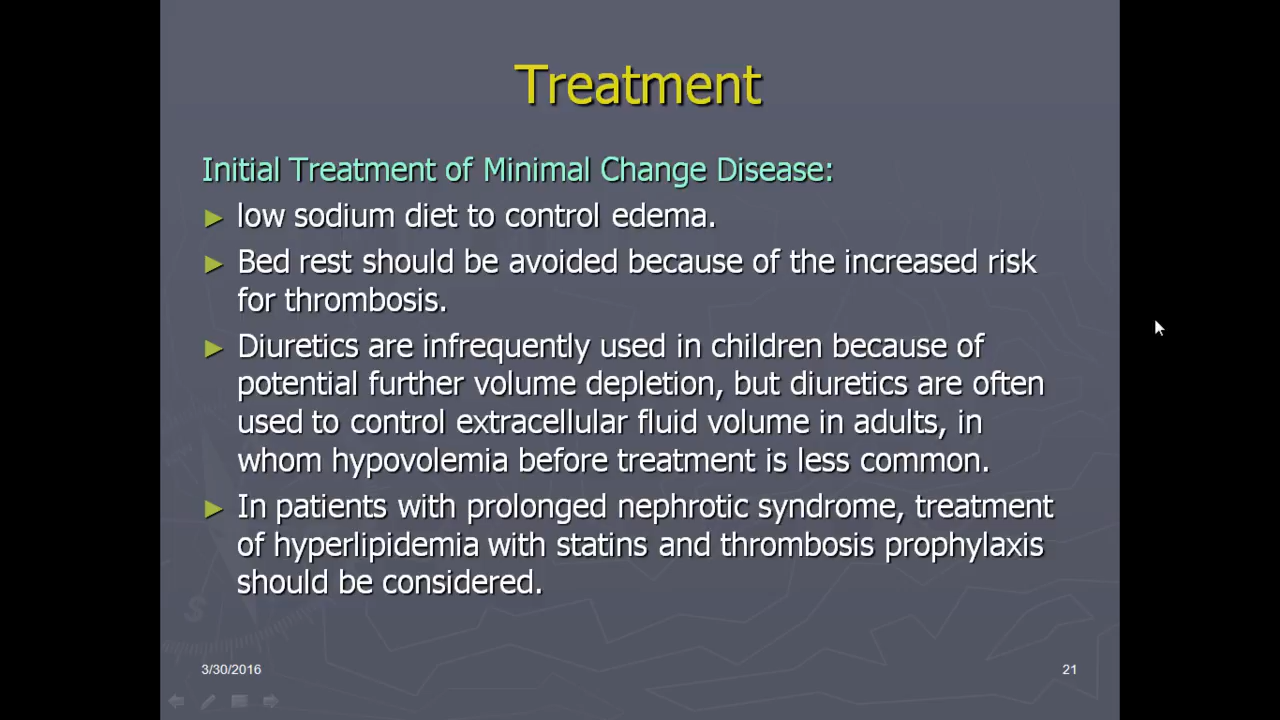 Treatment
Initial Treatment of Minimal Change Disease:
► low sodium diet to control edema.
► Bed rest should be avoided because of the increased risk
for thrombosis.
► Diuretics are infrequently used in children because of
potential further volume depletion, but diuretics are often
used to control extracellular fluid volume in adults, in
whom hypovolemia before treatment is less common.
► In patients with prolonged nephrotic syndrome, treatment
of hyperlipidemia with statins and thrombosis prophylaxis
should be considered.
S
3/30/2016
21